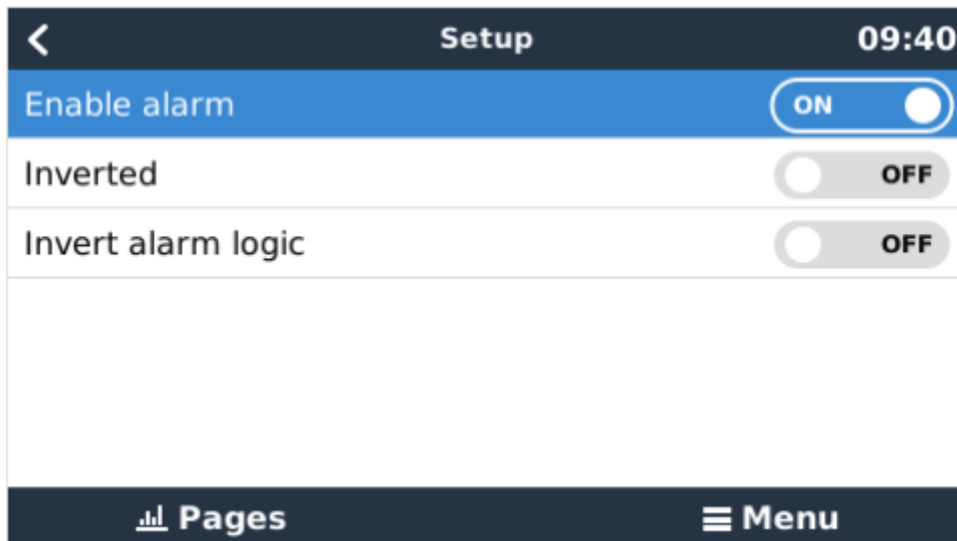 Setup 09:40
Enable alarm ON
Inverted OFF
Invert alarm logic OFF
Pages Menu